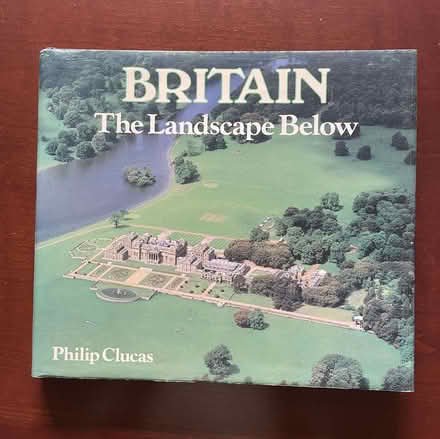 BRITAIN
The Landscape Below
Philip Clucas